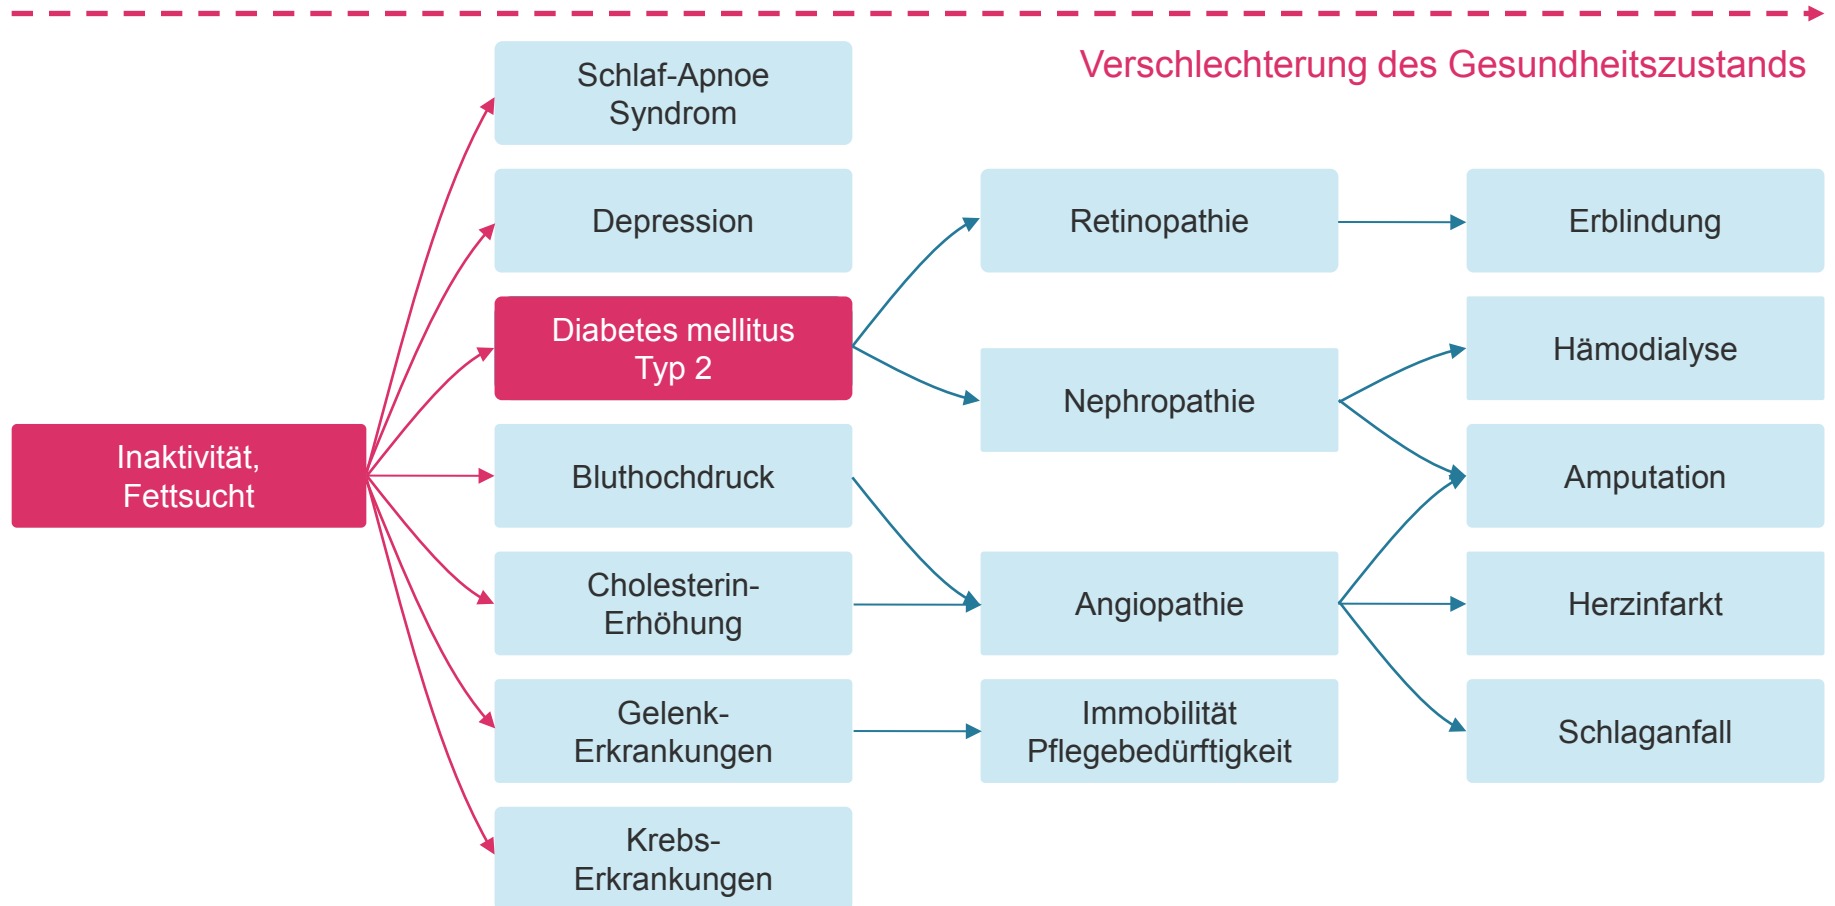 Verschlechterung des Gesundheitszustands
Inaktivität,
Fettsucht
Schlaf-Apnoe
Syndrom
Depression
Diabetes mellitus
Typ 2
Bluthochdruck
Cholesterin-
Erhöhung
Gelenk-
Erkrankungen
Krebs-
Erkrankungen
Retinopathie
Nephropathie
Angiopathie
Immobilität
Pflegebedürftigkeit
Erblindung
Hämodialyse
Amputation
Herzinfarkt
Schlaganfall